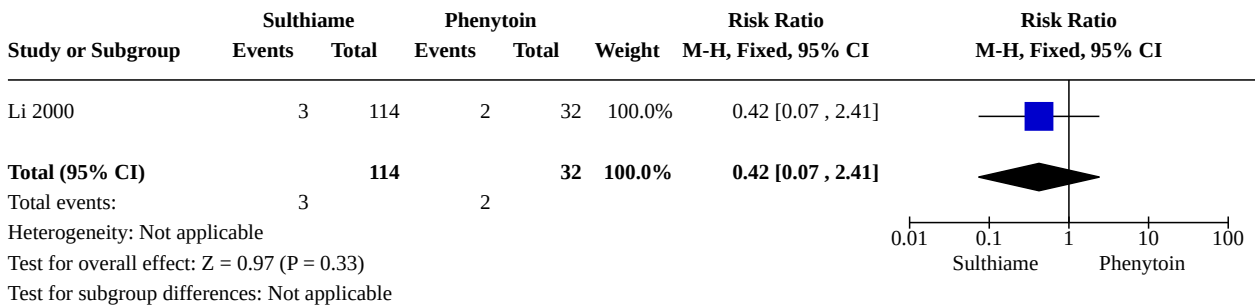 Sulthiame Phenytoin Risk Ratio Risk Ratio
Study or Subgroup Events Total Events Total Weight M-H, Fixed, 95% CI M-H, Fixed, 95% CI
Li 2000 3 114 2 32 100.0% 0.42 [0.07 , 2.41]
Total (95% CI) 114 32 100.0% 0.42 [0.07 , 2.41]
Total events: 3 2
Heterogeneity: Not applicable
0.01 0.1 1 10 100
Test for overall effect: Z = 0.97 (P = 0.33)
Sulthiame Phenytoin
Test for subgroup differences: Not applicable